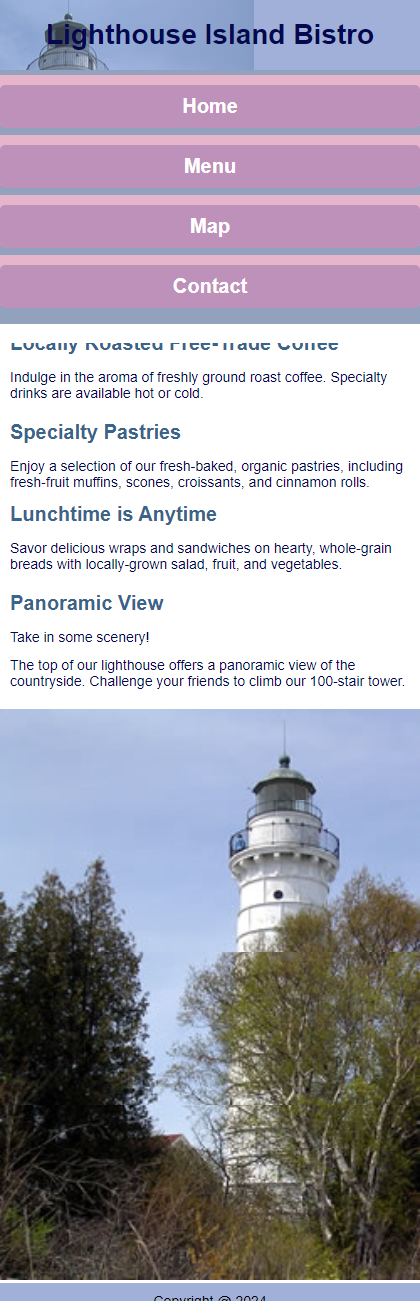 Lighthouse Island Bistro
Home
Menu
Map
Contact
Locally Roasted Free-Trade Coffee
Indulge in the aroma of freshly ground roast coffee. Specialty
drinks are available hot or cold.
Specialty Pastries
Enjoy a selection of our fresh-baked, organic pastries, including
fresh-fruit muffins, scones, croissants, and cinnamon rolls.
Lunchtime is Anytime
Savor delicious wraps and sandwiches on hearty, whole-grain
breads with locally-grown salad, fruit, and vegetables.
Panoramic View
Take in some scenery!
The top of our lighthouse offers a panoramic view of the
countryside. Challenge your friends to climb our 100-stair tower.
Copyright @ 2024